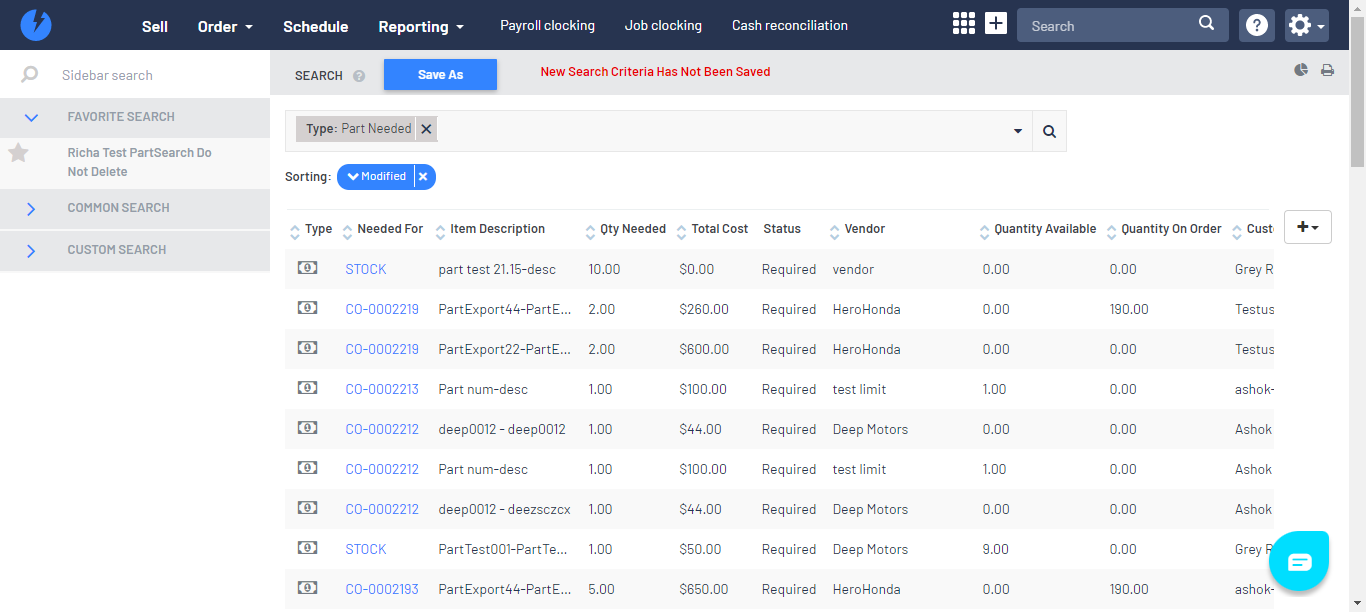 Sell Order Schedule Reporting Payroll clocking Job clocking Cash reconciliation Search
Sidebar search
SEARCH Save As New Search Criteria Has Not Been Saved
FAVORITE SEARCH
Richa Test PartSearch Do
Not Delete
COMMON SEARCH
CUSTOM SEARCH
Type: Part Needed
Sorting: Modified
Type Needed For Item Description Qty Needed Total Cost Status Vendor Quantity Available Quantity On Order Custo
STOCK part test 21.15-desc 10.00 $0.00 Required vendor 0.00 0.00 Grey R
CO-0002219 PartExport44-PartE... 2.00 $260.00 Required HeroHonda 0.00 190.00 Testus
CO-0002219 PartExport22-PartE... 2.00 $600.00 Required HeroHonda 0.00 0.00 Testus
CO-0002213 Part num-desc 1.00 $100.00 Required test limit 1.00 0.00 ashok-
CO-0002212 deep0012 - deep0012 1.00 $44.00 Required Deep Motors 0.00 0.00 Ashok
CO-0002212 Part num-desc 1.00 $100.00 Required test limit 1.00 0.00 Ashok
CO-0002212 deep0012 - deezsczcx 1.00 $44.00 Required Deep Motors 0.00 0.00 Ashok
STOCK PartTest001-PartTe... 1.00 $50.00 Required Deep Motors 9.00 0.00 Grey R
CO-0002193 PartExport44-PartE... 5.00 $650.00 Required HeroHonda 0.00 190.00 ashok-